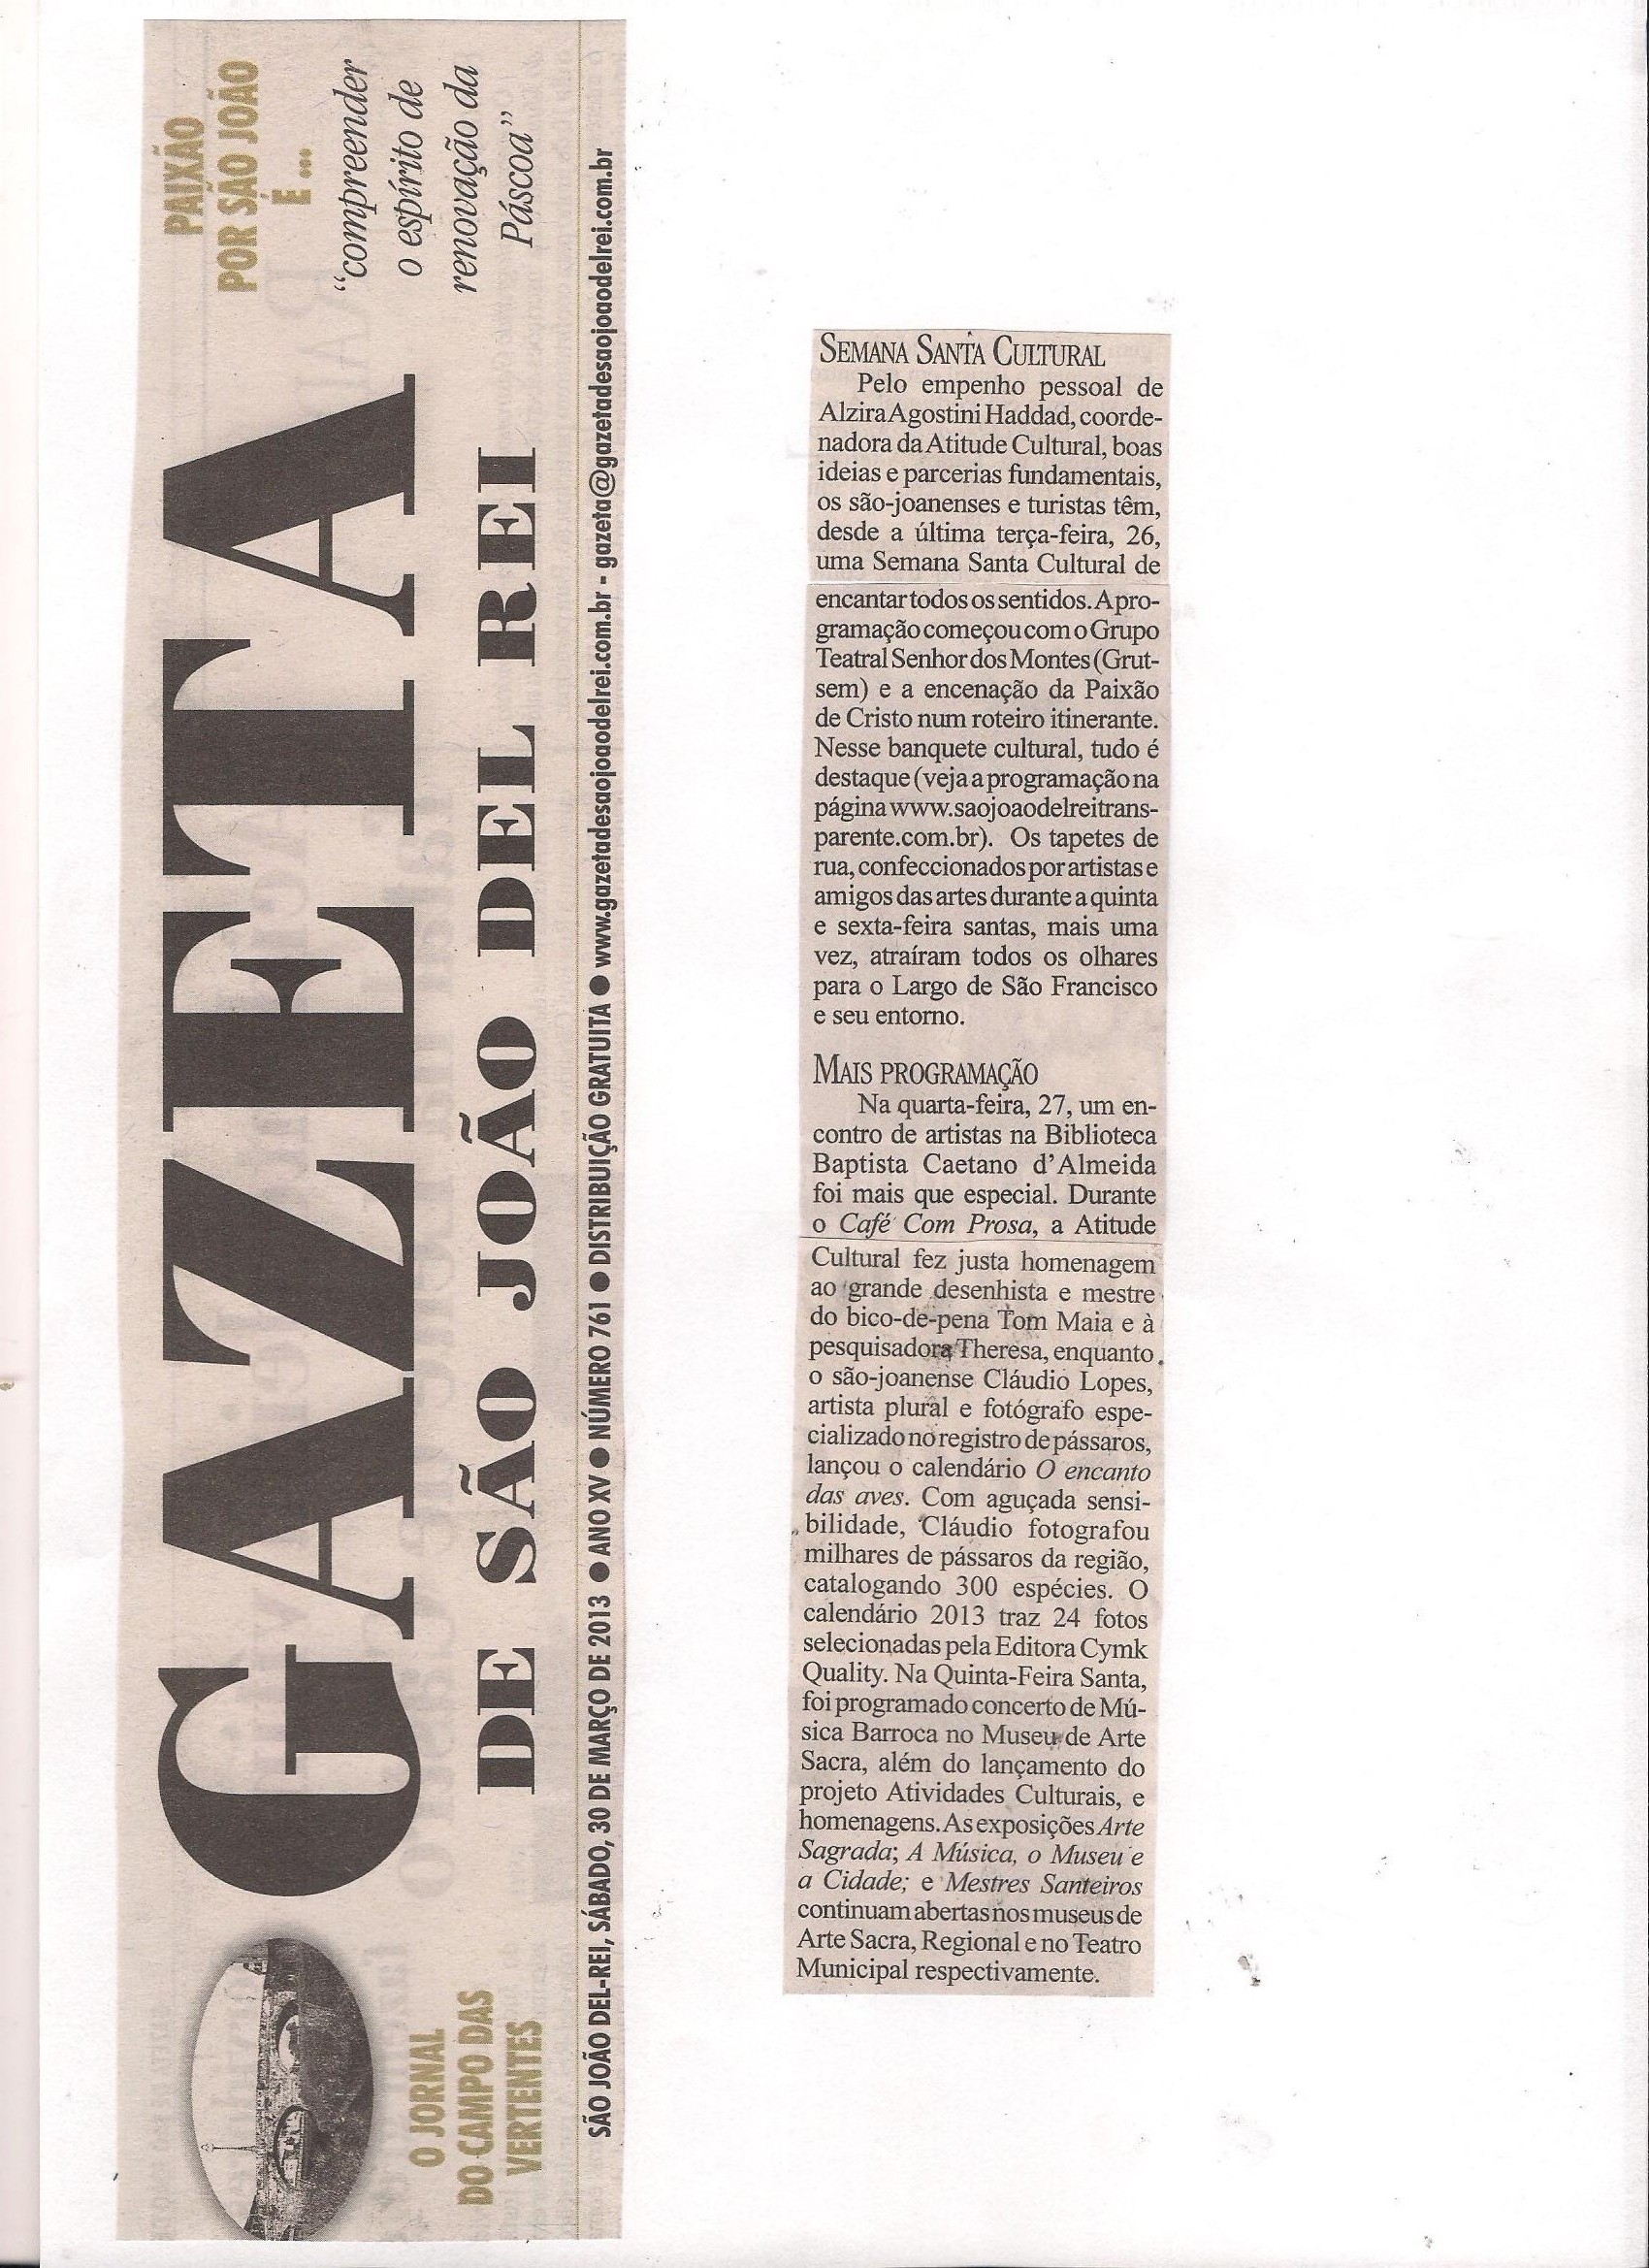 O JORNAL
DO CAMPO DAS
VERTENTES
GAZETA
DE SÃO JOÃO DEL REI
PAIXÃO
POR SÃO JOÃO
É ...
“compreender
o espírito de
renovação da
Páscoa”
SÃO JOÃO DEL-REI, SÁBADO, 30 DE MARÇO DE 2013 ● ANO XV ● NÚMERO 761 ● DISTRIBUIÇÃO GRATUITA ● www.gazetadesaojoaodelrei.com.br - gazeta@gazetadesaojoaodelrei.com.br
SEMANA SANTA CULTURAL
Pelo empenho pessoal de
Alzira Agostini Haddad, coorde-
nadora da Atitude Cultural, boas
ideias e parcerias fundamentais,
os são-joanenses e turistas têm,
desde a última terça-feira, 26,
uma Semana Santa Cultural de
encantar todos os sentidos. A pro-
gramação começou com o Grupo
Teatral Senhor dos Montes (Grut-
sem) e a encenação da Paixão
de Cristo num roteiro itinerante.
Nesse banquete cultural, tudo é
destaque (veja a programação na
página www.saojoaodelreitrans-
parente.com.br). Os tapetes de
rua, confeccionados por artistas e
amigos das artes durante a quinta
e sexta-feira santas, mais uma
vez, atraíram todos os olhares
para o Largo de São Francisco
e seu entorno.
MAIS PROGRAMAÇÃO
Na quarta-feira, 27, um en-
contro de artistas na Biblioteca
Baptista Caetano d’Almeida
foi mais que especial. Durante
o Café Com Prosa, a Atitude
Cultural fez justa homenagem
ao grande desenhista e mestre
do bico-de-pena Tom Maia e à
pesquisadora Theresa, enquanto
o são-joanense Cláudio Lopes,
artista plural e fotógrafo espe-
cializado no registro de pássaros,
lançou o calendário O encanto
das aves. Com aguçada sensi-
bilidade, Cláudio fotografou
milhares de pássaros da região,
catalogando 300 espécies. O
calendário 2013 traz 24 fotos
selecionadas pela Editora Cymk
Quality. Na Quinta-Feira Santa,
foi programado concerto de Mú-
sica Barroca no Museu de Arte
Sacra, além do lançamento do
projeto Atividades Culturais, e
homenagens. As exposições Arte
Sagrada; A Música, o Museu e
a Cidade; e Mestres Santeiros
continuam abertas nos museus de
Arte Sacra, Regional e no Teatro
Municipal respectivamente.